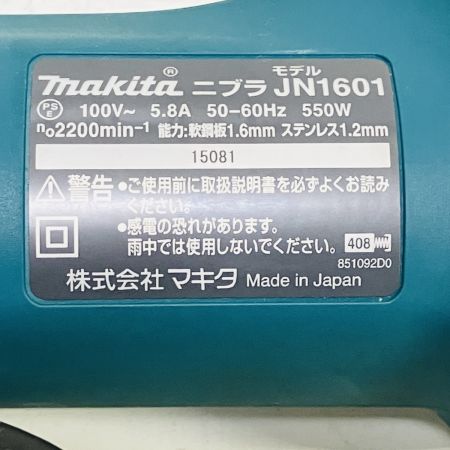 makita® ニブラ モデル JN1601
PS E 100V～ 5.8A 50-60Hz 550W
no2200min-1 能力:軟鋼板1.6mm ステンレス1.2mm
15081
警告 ●ご使用前に取扱説明書を必ずよくお読み
ください。
●感電の恐れがあります。
雨中では使用しないでください。
408
851092D0
株式会社 マキタ Made in Japan